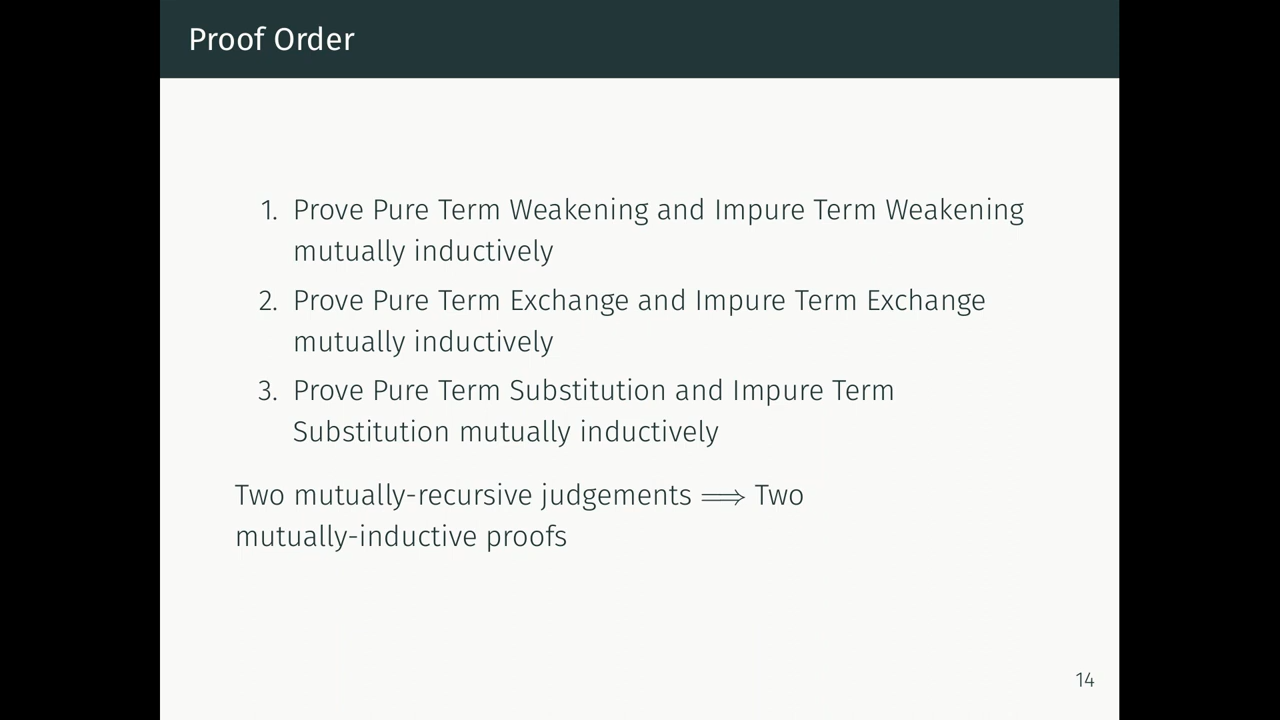 Proof Order
1. Prove Pure Term Weakening and Impure Term Weakening
mutually inductively
2. Prove Pure Term Exchange and Impure Term Exchange
mutually inductively
3. Prove Pure Term Substitution and Impure Term
Substitution mutually inductively
Two mutually-recursive judgements ⟹ Two
mutually-inductive proofs
14